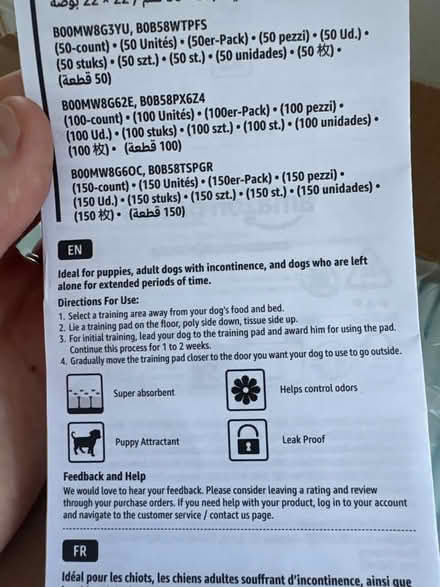 B00MW8G3YU, B0B58WTPFS
(50-count) • (50 Unités) • (50er-Pack) • (50 pezzi) • (50 Ud.) •
(50 stuks) • (50 szt.) • (50 st.) • (50 unidades) • (50 枚) •
(50 قطعة)
B00MW8G62E, B0B58PX6Z4
(100-count) • (100 Unités) • (100er-Pack) • (100 pezzi) •
(100 Ud.) • (100 stuks) • (100 szt.) • (100 st.) • (100 unidades) •
(100 枚) • (100 قطعة)
B00MW8G6OC, B0B58TSPGR
(150-count) • (150 Unités) • (150er-Pack) • (150 pezzi) •
(150 Ud.) • (150 stuks) • (150 szt.) • (150 st.) • (150 unidades) •
(150 枚) • (150 قطعة)
EN
Ideal for puppies, adult dogs with incontinence, and dogs who are left
alone for extended periods of time.
Directions For Use:
1. Select a training area away from your dog's food and bed.
2. Lie a training pad on the floor, poly side down, tissue side up.
3. For initial training, lead your dog to the training pad and award him for using the pad.
Continue this process for 1 to 2 weeks.
4. Gradually move the training pad closer to the door you want your dog to use to go outside.
Super absorbent
Helps control odors
Puppy Attractant
Leak Proof
Feedback and Help
We would love to hear your feedback. Please consider leaving a rating and review
through your purchase orders. If you need help with your product, log in to your account
and navigate to the customer service / contact us page.
FR
Idéal pour les chiots, les chiens adultes souffrant d'incontinence, ainsi que